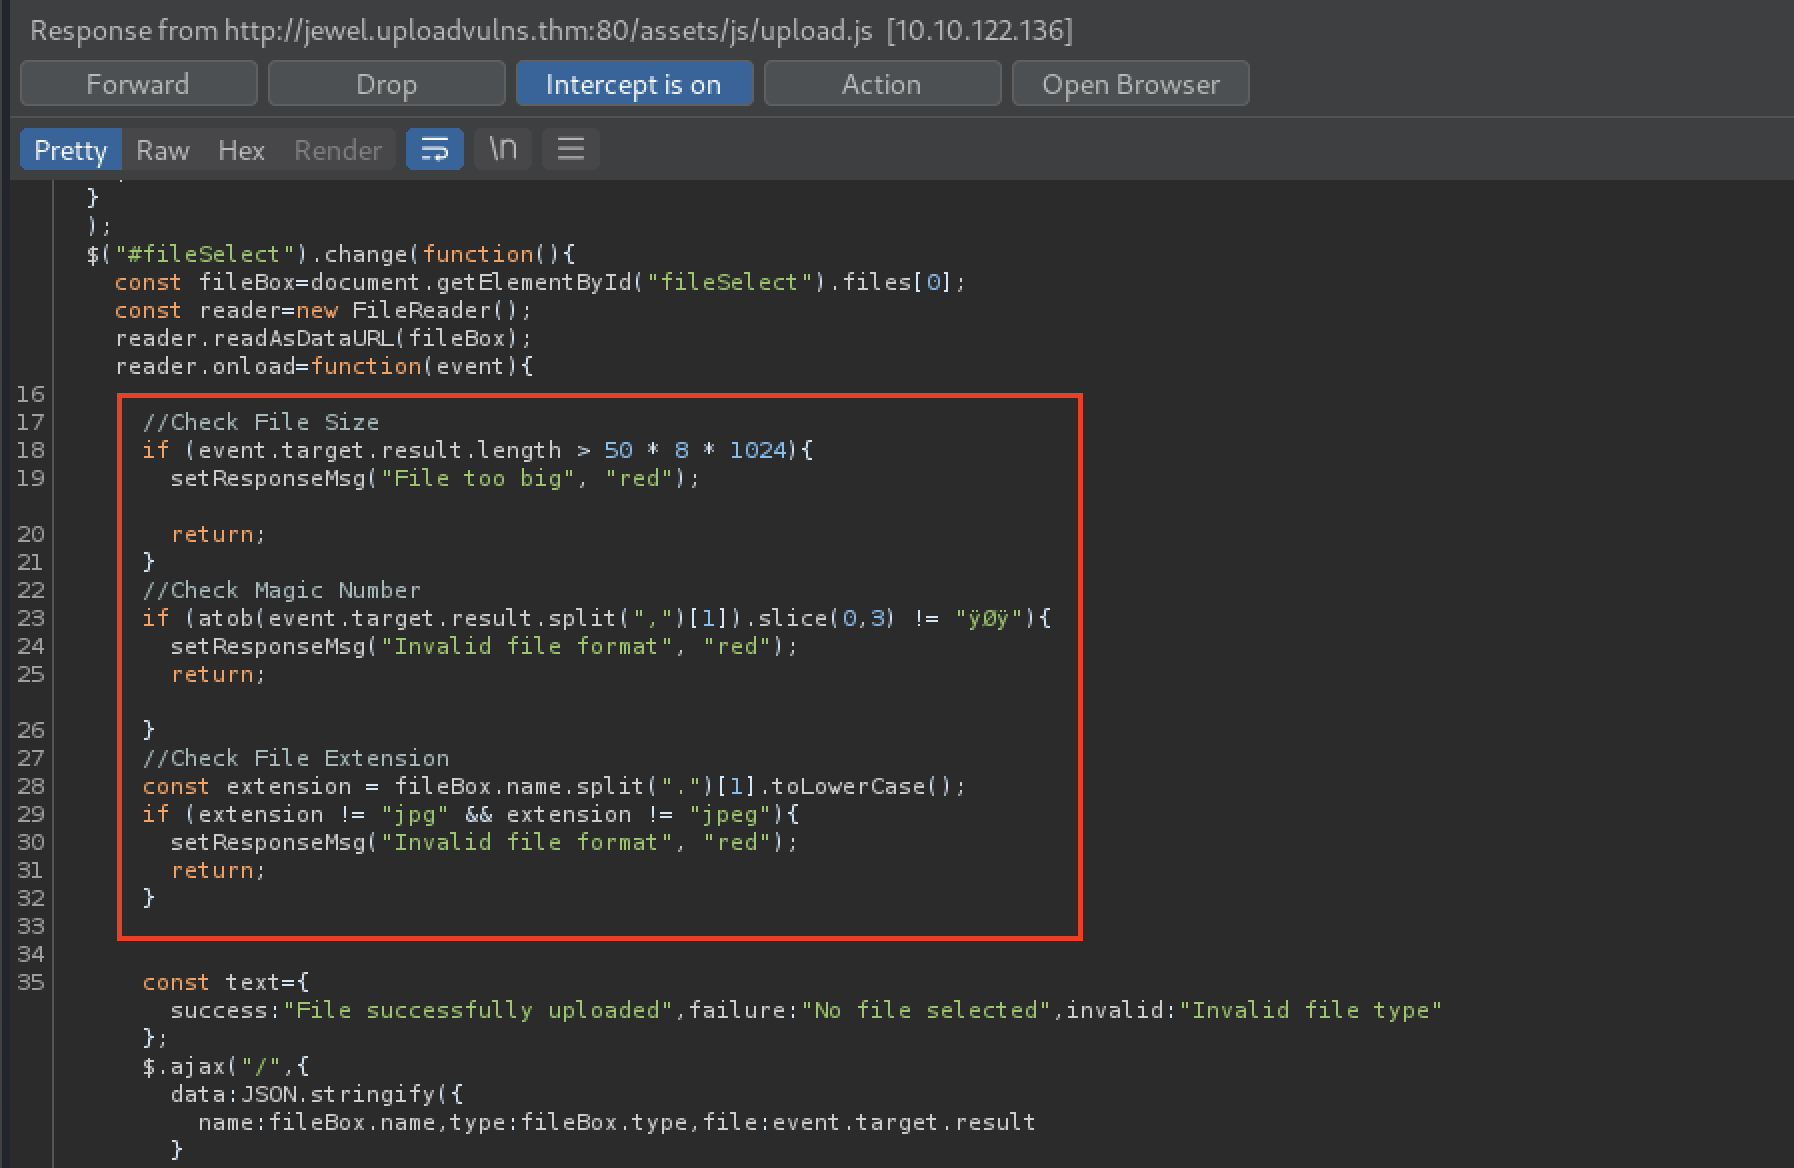 Response from http://jewel.uploadvulns.thm:80/assets/js/upload.js [10.10.122.136]
Forward Drop Intercept is on Action Open Browser
Pretty Raw Hex Render \n
}
);
$("#fileSelect").change(function(){
const fileBox=document.getElementById("fileSelect").files[0];
const reader=new FileReader();
reader.readAsDataURL(fileBox);
reader.onload=function(event){
16
17 //Check File Size
18 if (event.target.result.length > 50 * 8 * 1024){
19 setResponseMsg("File too big", "red");
20 return;
21 }
22 //Check Magic Number
23 if (atob(event.target.result.split(",")[1]).slice(0,3) != "ÿØÿ"){
24 setResponseMsg("Invalid file format", "red");
25 return;
26 }
27 //Check File Extension
28 const extension = fileBox.name.split(".")[1].toLowerCase();
29 if (extension != "jpg" && extension != "jpeg"){
30 setResponseMsg("Invalid file format", "red");
31 return;
32 }
33
34
35 const text={
success:"File successfully uploaded",failure:"No file selected",invalid:"Invalid file type"
};
$.ajax("/",{
data:JSON.stringify({
name:fileBox.name,type:fileBox.type,file:event.target.result
}